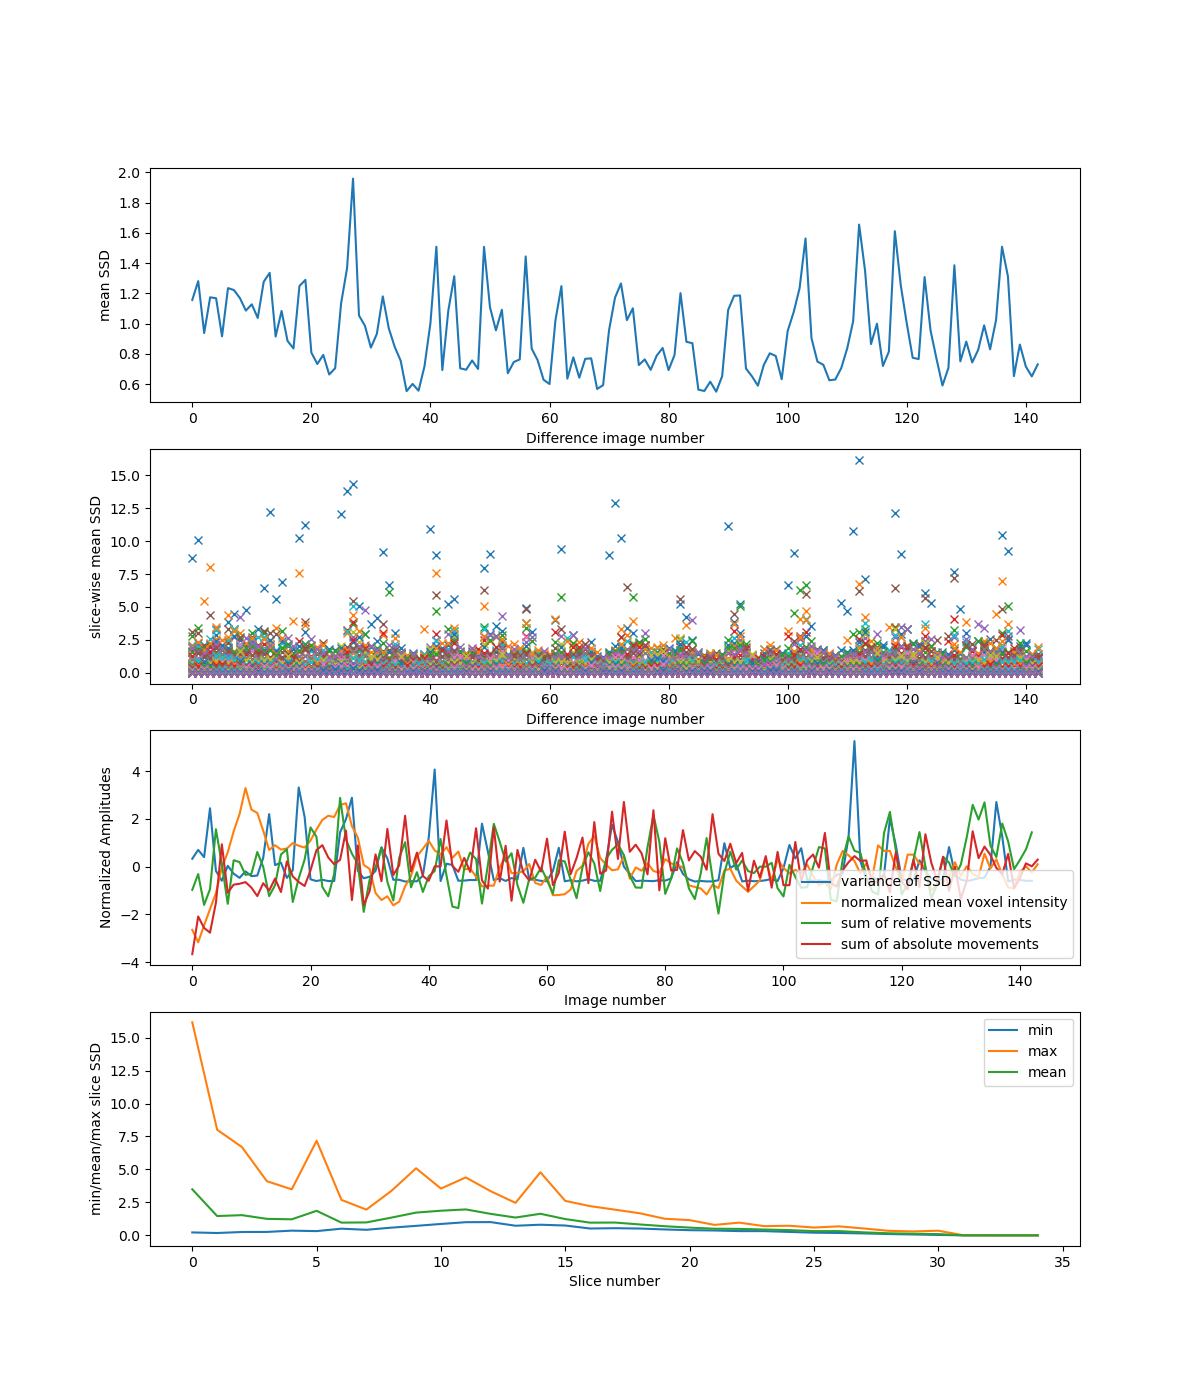 2.0
1.8
1.6
1.4
1.2
1.0
0.8
0.6
mean SSD
0 20 40 60 80 100 120 140
Difference image number
15.0
12.5
10.0
7.5
5.0
2.5
0.0
slice-wise mean SSD
0 20 40 60 80 100 120 140
Difference image number
4
2
0
−2
−4
Normalized Amplitudes
variance of SSD
normalized mean voxel intensity
sum of relative movements
sum of absolute movements
0 20 40 60 80 100 120 140
Image number
15.0
12.5
10.0
7.5
5.0
2.5
0.0
min/mean/max slice SSD
min
max
mean
0 5 10 15 20 25 30 35
Slice number